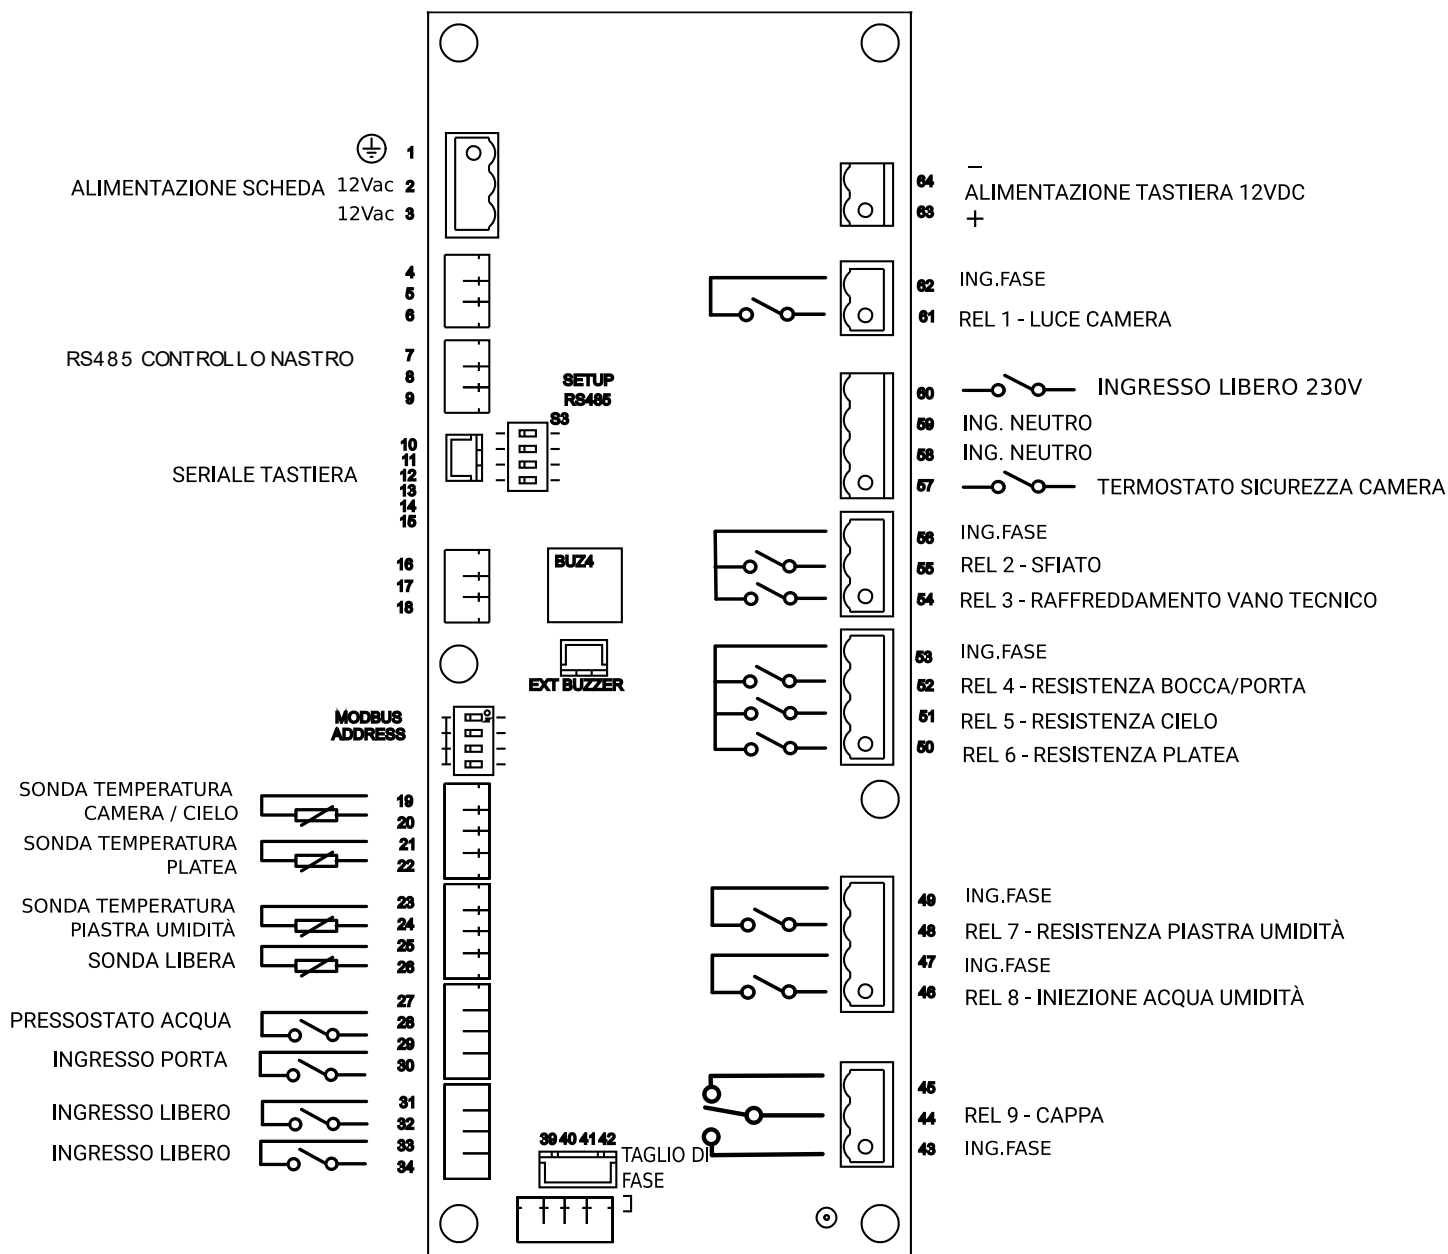 1
ALIMENTAZIONE SCHEDA 12Vac 2
12Vac 3
4
5
6
RS485 CONTROLLO NASTRO 7
8
9
10
SERIALE TASTIERA 11
12
13
14
15
16
17
18
SETUP
RS485
S3
BUZ4
EXT BUZZER
MODBUS
ADDRESS
ON
SONDA TEMPERATURA 19
CAMERA / CIELO 20
SONDA TEMPERATURA 21
PLATEA 22
SONDA TEMPERATURA 23
PIASTRA UMIDITÀ 24
25
SONDA LIBERA 26
27
PRESSOSTATO ACQUA 28
29
INGRESSO PORTA 30
31
INGRESSO LIBERO 32
33
INGRESSO LIBERO 34
39 40 41 42
TAGLIO DI
FASE
64 −
ALIMENTAZIONE TASTIERA 12VDC
63 +
62 ING.FASE
61 REL 1 - LUCE CAMERA
60 INGRESSO LIBERO 230V
59 ING. NEUTRO
58 ING. NEUTRO
57 TERMOSTATO SICUREZZA CAMERA
56 ING.FASE
55 REL 2 - SFIATO
54 REL 3 - RAFFREDDAMENTO VANO TECNICO
53 ING.FASE
52 REL 4 - RESISTENZA BOCCA/PORTA
51 REL 5 - RESISTENZA CIELO
50 REL 6 - RESISTENZA PLATEA
49 ING.FASE
48 REL 7 - RESISTENZA PIASTRA UMIDITÀ
47 ING.FASE
46 REL 8 - INIEZIONE ACQUA UMIDITÀ
45
44 REL 9 - CAPPA
43 ING.FASE